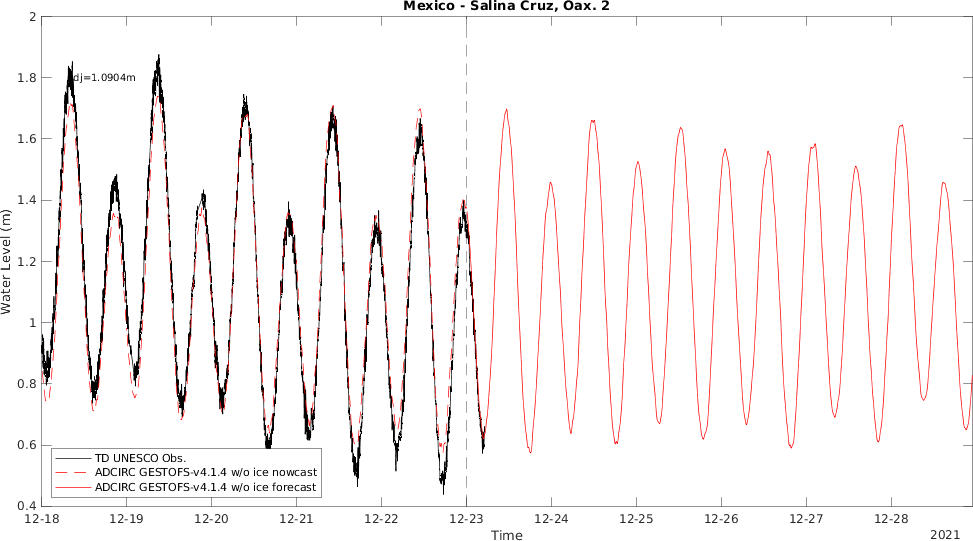 Mexico - Salina Cruz, Oax. 2
2
1.8
1.6
1.4
1.2
1
0.8
0.6
0.4
Water Level (m)
dj=1.0904m
TD UNESCO Obs.
ADCIRC GESTOFS-v4.1.4 w/o ice nowcast
ADCIRC GESTOFS-v4.1.4 w/o ice forecast
12-18 12-19 12-20 12-21 12-22 12-23 12-24 12-25 12-26 12-27 12-28
Time
2021